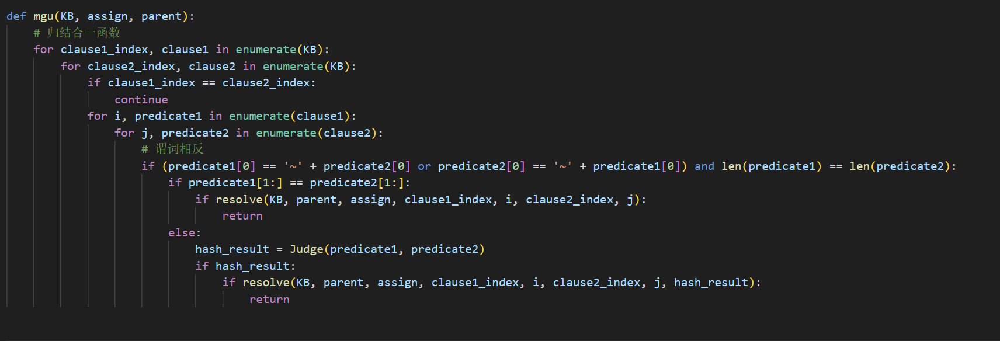 def mgu(KB, assign, parent):
    # 归结合一函数
    for clause1_index, clause1 in enumerate(KB):
        for clause2_index, clause2 in enumerate(KB):
            if clause1_index == clause2_index:
                continue
            for i, predicate1 in enumerate(clause1):
                for j, predicate2 in enumerate(clause2):
                    # 谓词相反
                    if (predicate1[0] == '~' + predicate2[0] or predicate2[0] == '~' + predicate1[0]) and len(predicate1) == len(predicate2):
                        if predicate1[1:] == predicate2[1:]:
                            if resolve(KB, parent, assign, clause1_index, i, clause2_index, j):
                                return
                        else:
                            hash_result = Judge(predicate1, predicate2)
                            if hash_result:
                                if resolve(KB, parent, assign, clause1_index, i, clause2_index, j, hash_result):
                                    return